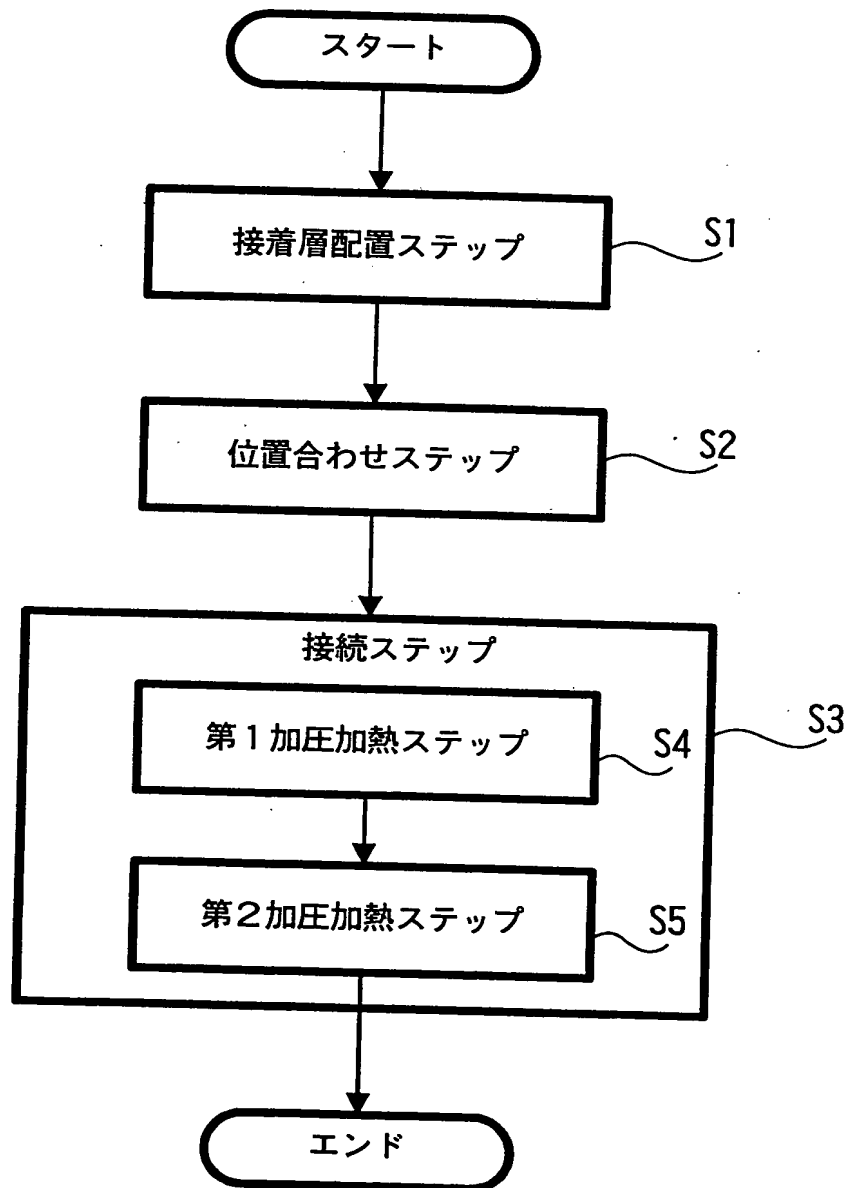 スタート
接着層配置ステップ
S1
位置合わせステップ
S2
接続ステップ
S3
第1加圧加熱ステップ
S4
第2加圧加熱ステップ
S5
エンド